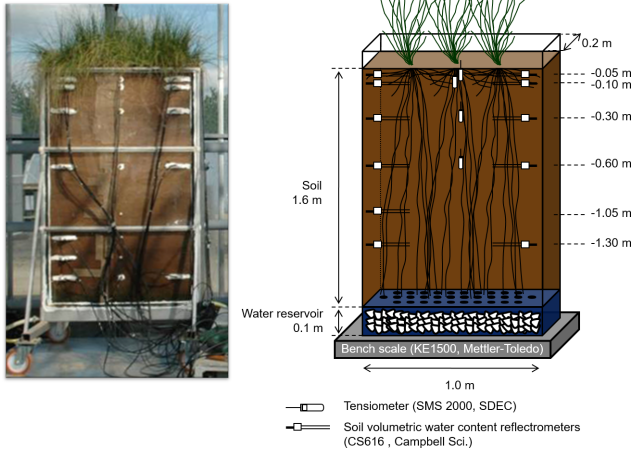 0.2 m
-0.05 m
-0.10 m
-0.30 m
-0.60 m
-1.05 m
-1.30 m
Soil
1.6 m
Water reservoir
0.1 m
Bench scale (KE1500, Mettler-Toledo)
1.0 m
Tensiometer (SMS 2000, SDEC)
Soil volumetric water content reflectrometers
(CS616 , Campbell Sci.)